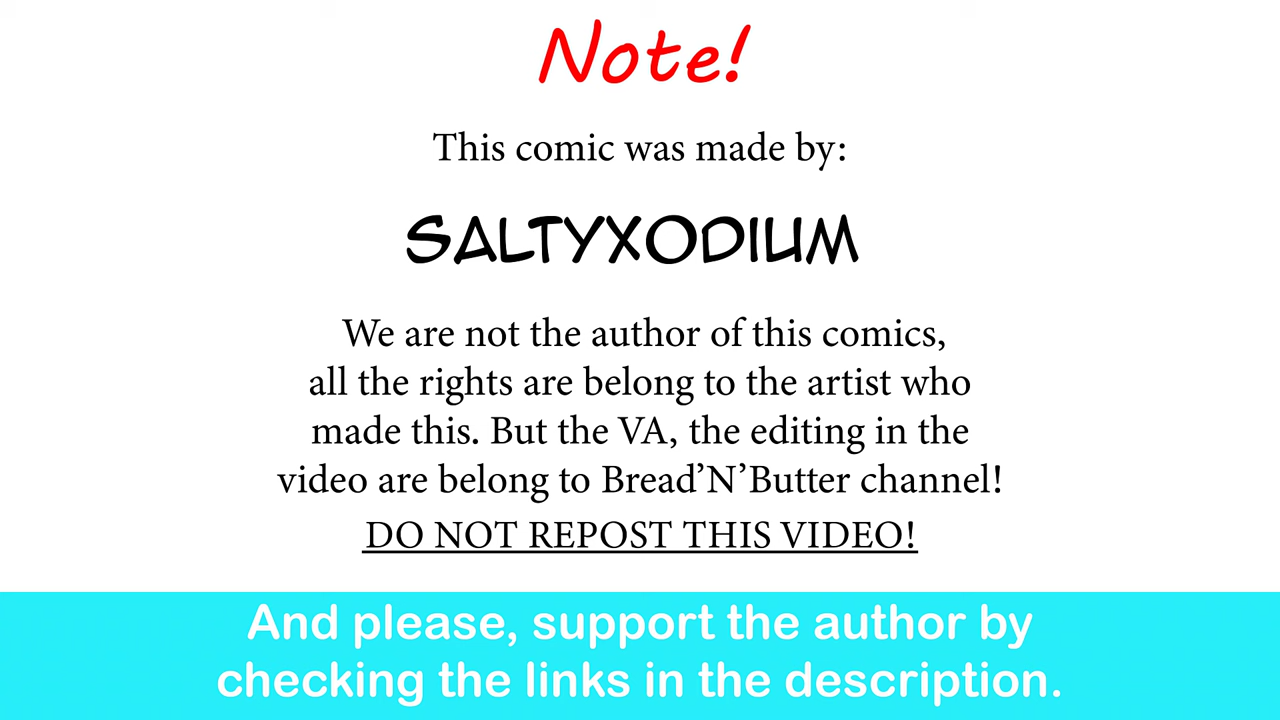 Note!
This comic was made by:
SALTYXODIUM
We are not the author of this comics,
all the rights are belong to the artist who
made this. But the VA, the editing in the
video are belong to Bread’N’Butter channel!
DO NOT REPOST THIS VIDEO!
And please, support the author by
checking the links in the description.